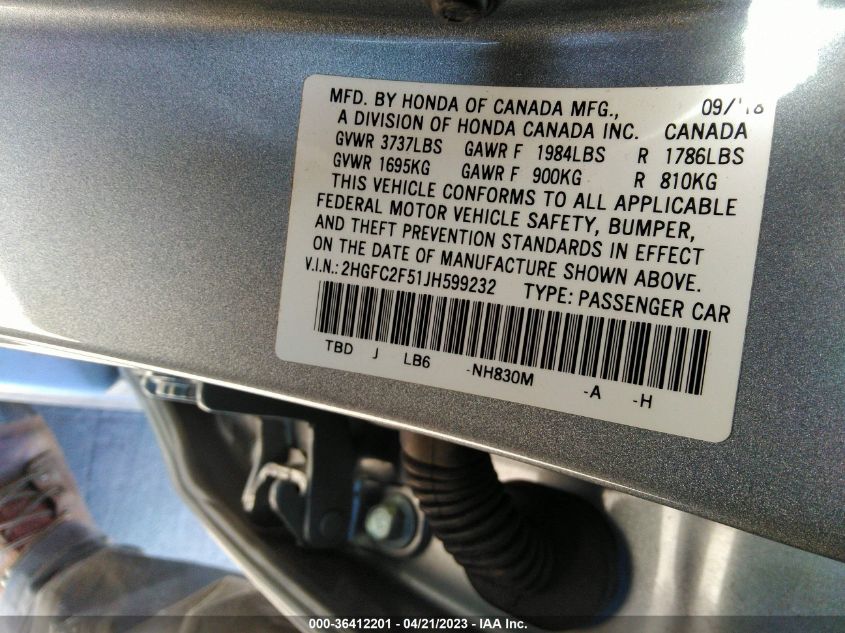 MFD. BY HONDA OF CANADA MFG., 09/'18
A DIVISION OF HONDA CANADA INC. CANADA
GVWR 3737LBS GAWR F 1984LBS R 1786LBS
GVWR 1695KG GAWR F 900KG R 810KG
THIS VEHICLE CONFORMS TO ALL APPLICABLE
FEDERAL MOTOR VEHICLE SAFETY, BUMPER,
AND THEFT PREVENTION STANDARDS IN EFFECT
ON THE DATE OF MANUFACTURE SHOWN ABOVE.
V.I.N.: 2HGFC2F51JH599232 TYPE: PASSENGER CAR
TBD J LB6 -NH830M -A -H
000-36412201 - 04/21/2023 - IAA Inc.